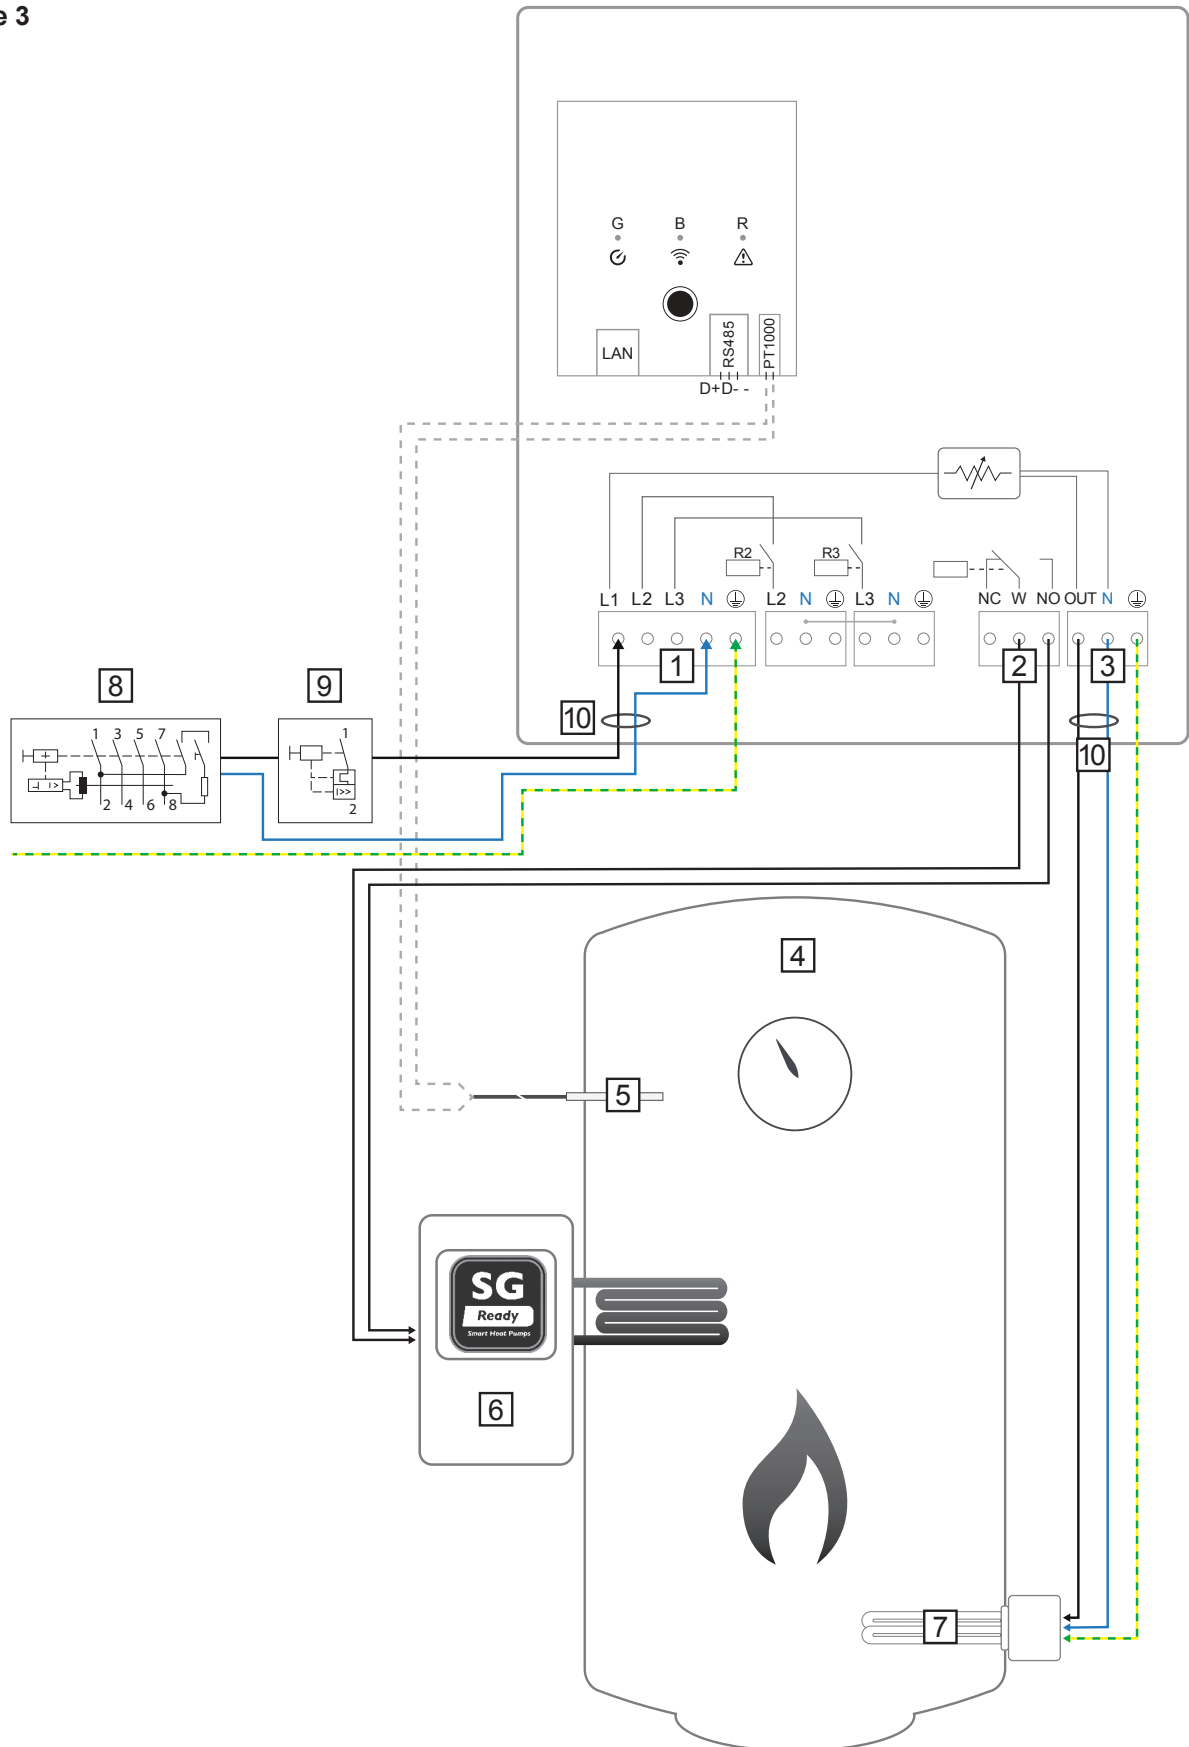 e 3
G B R
LAN
RS485
PT1000
D+D- -
R2 R3
L1 L2 L3 N L2 N L3 N NC W NO OUT N
1 2 3
8 9
10 10
1 3 5 7
2 4 6 8
I>
1
I>>
2
4
5
SG
Ready
Smart Heat Pumps
6
7